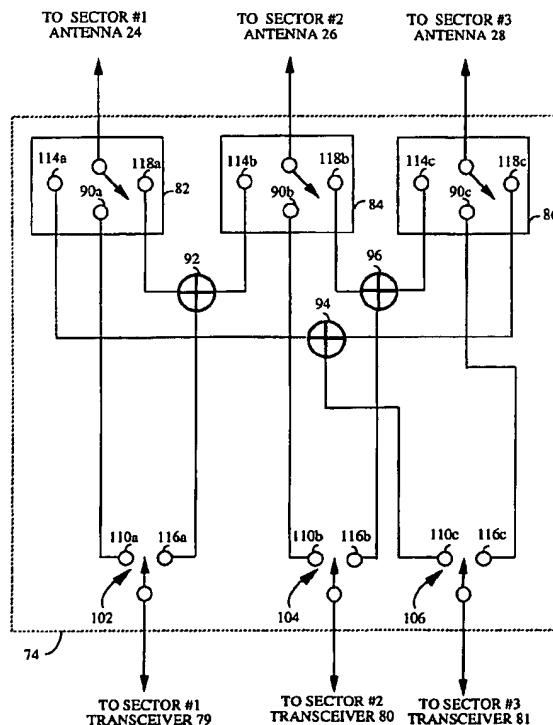 TO SECTOR #1
ANTENNA 24
TO SECTOR #2
ANTENNA 26
TO SECTOR #3
ANTENNA 28
114a
118a
90a
82
114b
118b
90b
84
114c
118c
90c
86
92
96
94
110a
116a
102
110b
116b
104
110c
116c
106
74
TO SECTOR #1
TRANSCEIVER 79
TO SECTOR #2
TRANSCEIVER 80
TO SECTOR #3
TRANSCEIVER 81